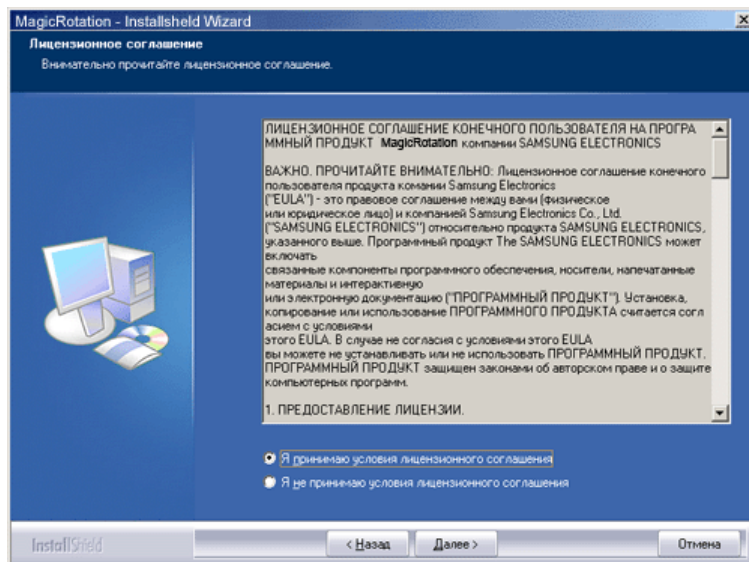 MagicRotation - Installsheld Wizard
Лицензионное соглашение
Внимательно прочитайте лицензионное соглашение.
ЛИЦЕНЗИОННОЕ СОГЛАШЕНИЕ КОНЕЧНОГО ПОЛЬЗОВАТЕЛЯ НА ПРОГРА
ММНЫЙ ПРОДУКТ MagicRotation компании SAMSUNG ELECTRONICS
ВАЖНО. ПРОЧИТАЙТЕ ВНИМАТЕЛЬНО: Лицензионное соглашение конечного
пользователя продукта комании Samsung Electronics
("EULA") - это правовое соглашение между вами (физическое
или юридическое лицо) и компанией Samsung Electronics Co., Ltd.
("SAMSUNG ELECTRONICS") относительно продукта SAMSUNG ELECTRONICS,
указанного выше. Программный продукт The SAMSUNG ELECTRONICS может
включать
связанные компоненты программного обеспечения, носители, напечатанные
материалы и интерактивную
или электронную документацию ("ПРОГРАММНЫЙ ПРОДУКТ"). Установка,
копирование или использование ПРОГРАММНОГО ПРОДУКТА считается согл
асием с условиями
этого EULA. В случае не согласия с условиями этого EULA
вы можете не устанавливать или не использовать ПРОГРАММНЫЙ ПРОДУКТ.
ПРОГРАММНЫЙ ПРОДУКТ защищен законами об авторском праве и о защите
компьютерных программ.
1. ПРЕДОСТАВЛЕНИЕ ЛИЦЕНЗИИ.
Я принимаю условия лицензионного соглашения
Я не принимаю условия лицензионного соглашения
InstallShield
< Назад
Далее >
Отмена